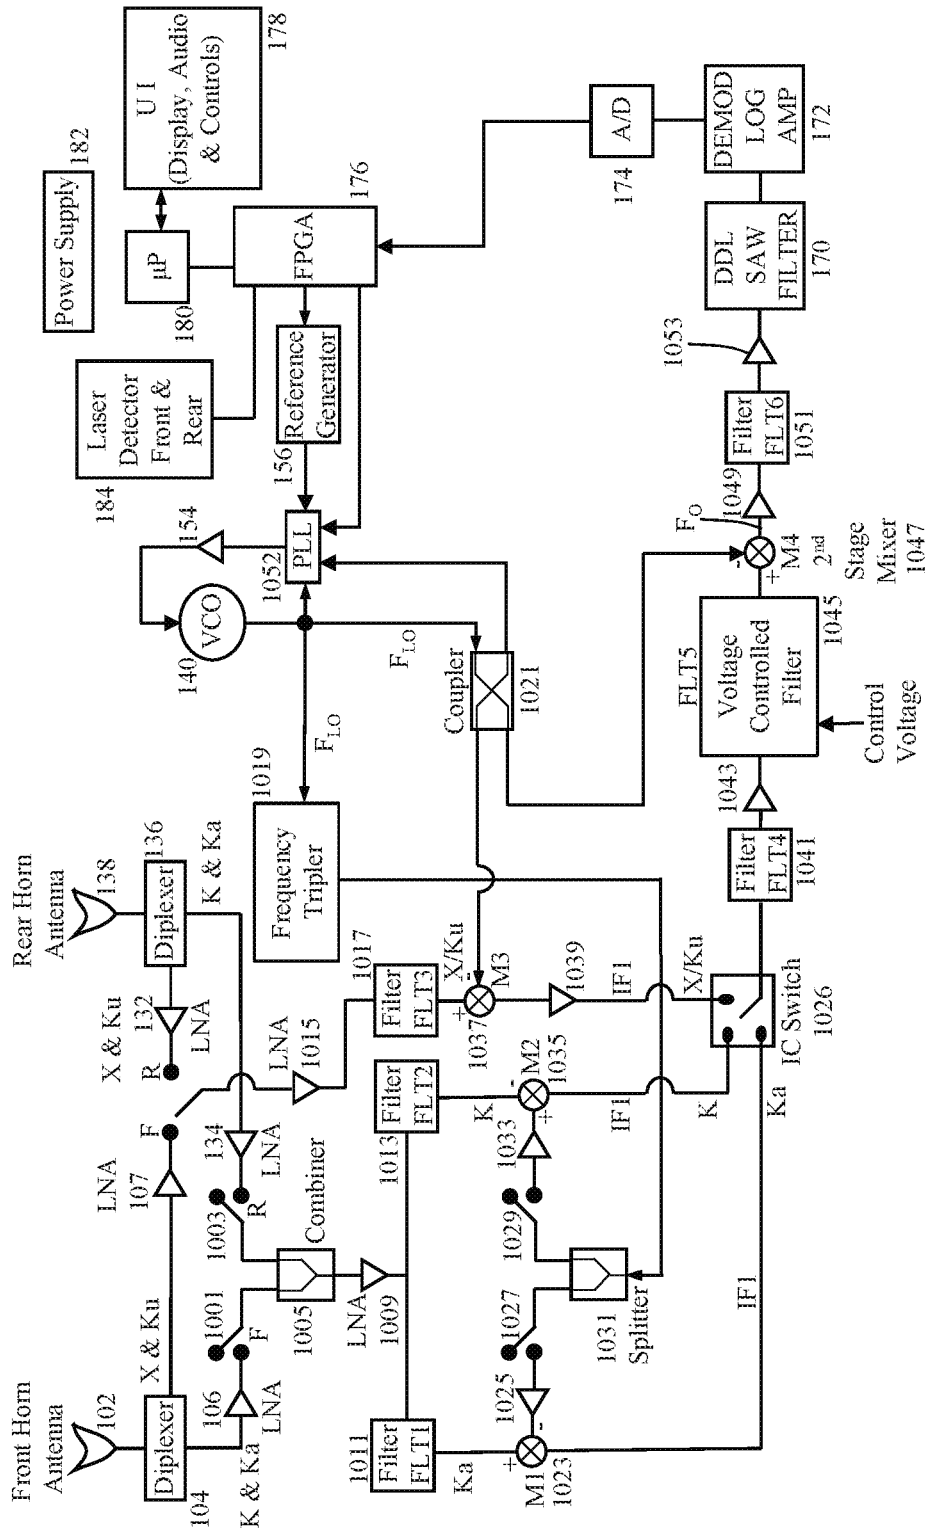 Front Horn
Antenna
102
Diplexer
104
X & Ku
LNA
107
F
K & Ka
106
LNA
1001
F
1003
R
134
LNA
Combiner
1005
LNA
1009
Rear Horn
Antenna
138
Diplexer
136
X & Ku
132
LNA
R
K & Ka
LNA
1015
1011
Filter
FLT1
Ka
1013
Filter
FLT2
K
1017
Filter
FLT3
X/Ku
Frequency
Tripler
1019
F_LO
M1
1023
+
-
1025
1027
1029
1031
Splitter
1033
M2
1035
+
-
M3
1037
+
-
1039
IF1
X/Ku
IF1
K
IF1
Ka
IC Switch
1026
Coupler
1021
F_LO
140
VCO
154
1052
PLL
156
Reference
Generator
184
Laser
Detector
Front &
Rear
Power Supply
182
180
µP
U I
(Display, Audio
& Controls)
178
FPGA
176
Filter
FLT4
1041
1043
FLT5
Voltage
Controlled
Filter
1045
Control
Voltage
-
+
M4
2nd
Stage
Mixer
1047
F_O
1049
Filter
FLT6
1051
1053
DDL
SAW
FILTER
170
DEMOD
LOG
AMP
172
A/D
174